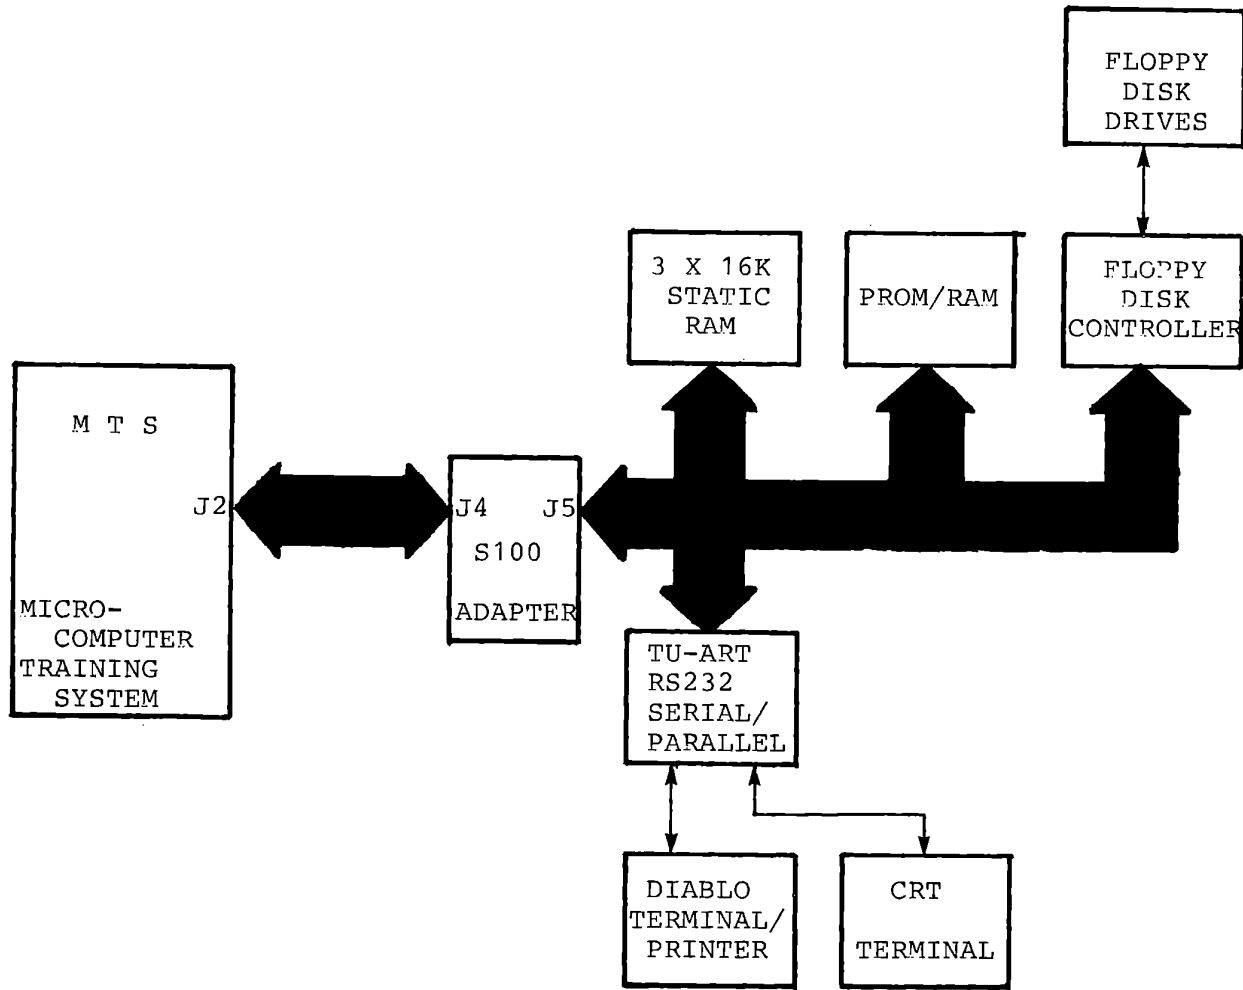 FLOPPY
DISK
DRIVES
3 X 16K
STATIC
RAM
PROM/RAM
FLOPPY
DISK
CONTROLLER
M T S
J2
MICRO-
COMPUTER
TRAINING
SYSTEM
J4
J5
S100
ADAPTER
TU-ART
RS232
SERIAL/
PARALLEL
DIABLO
TERMINAL/
PRINTER
CRT
TERMINAL